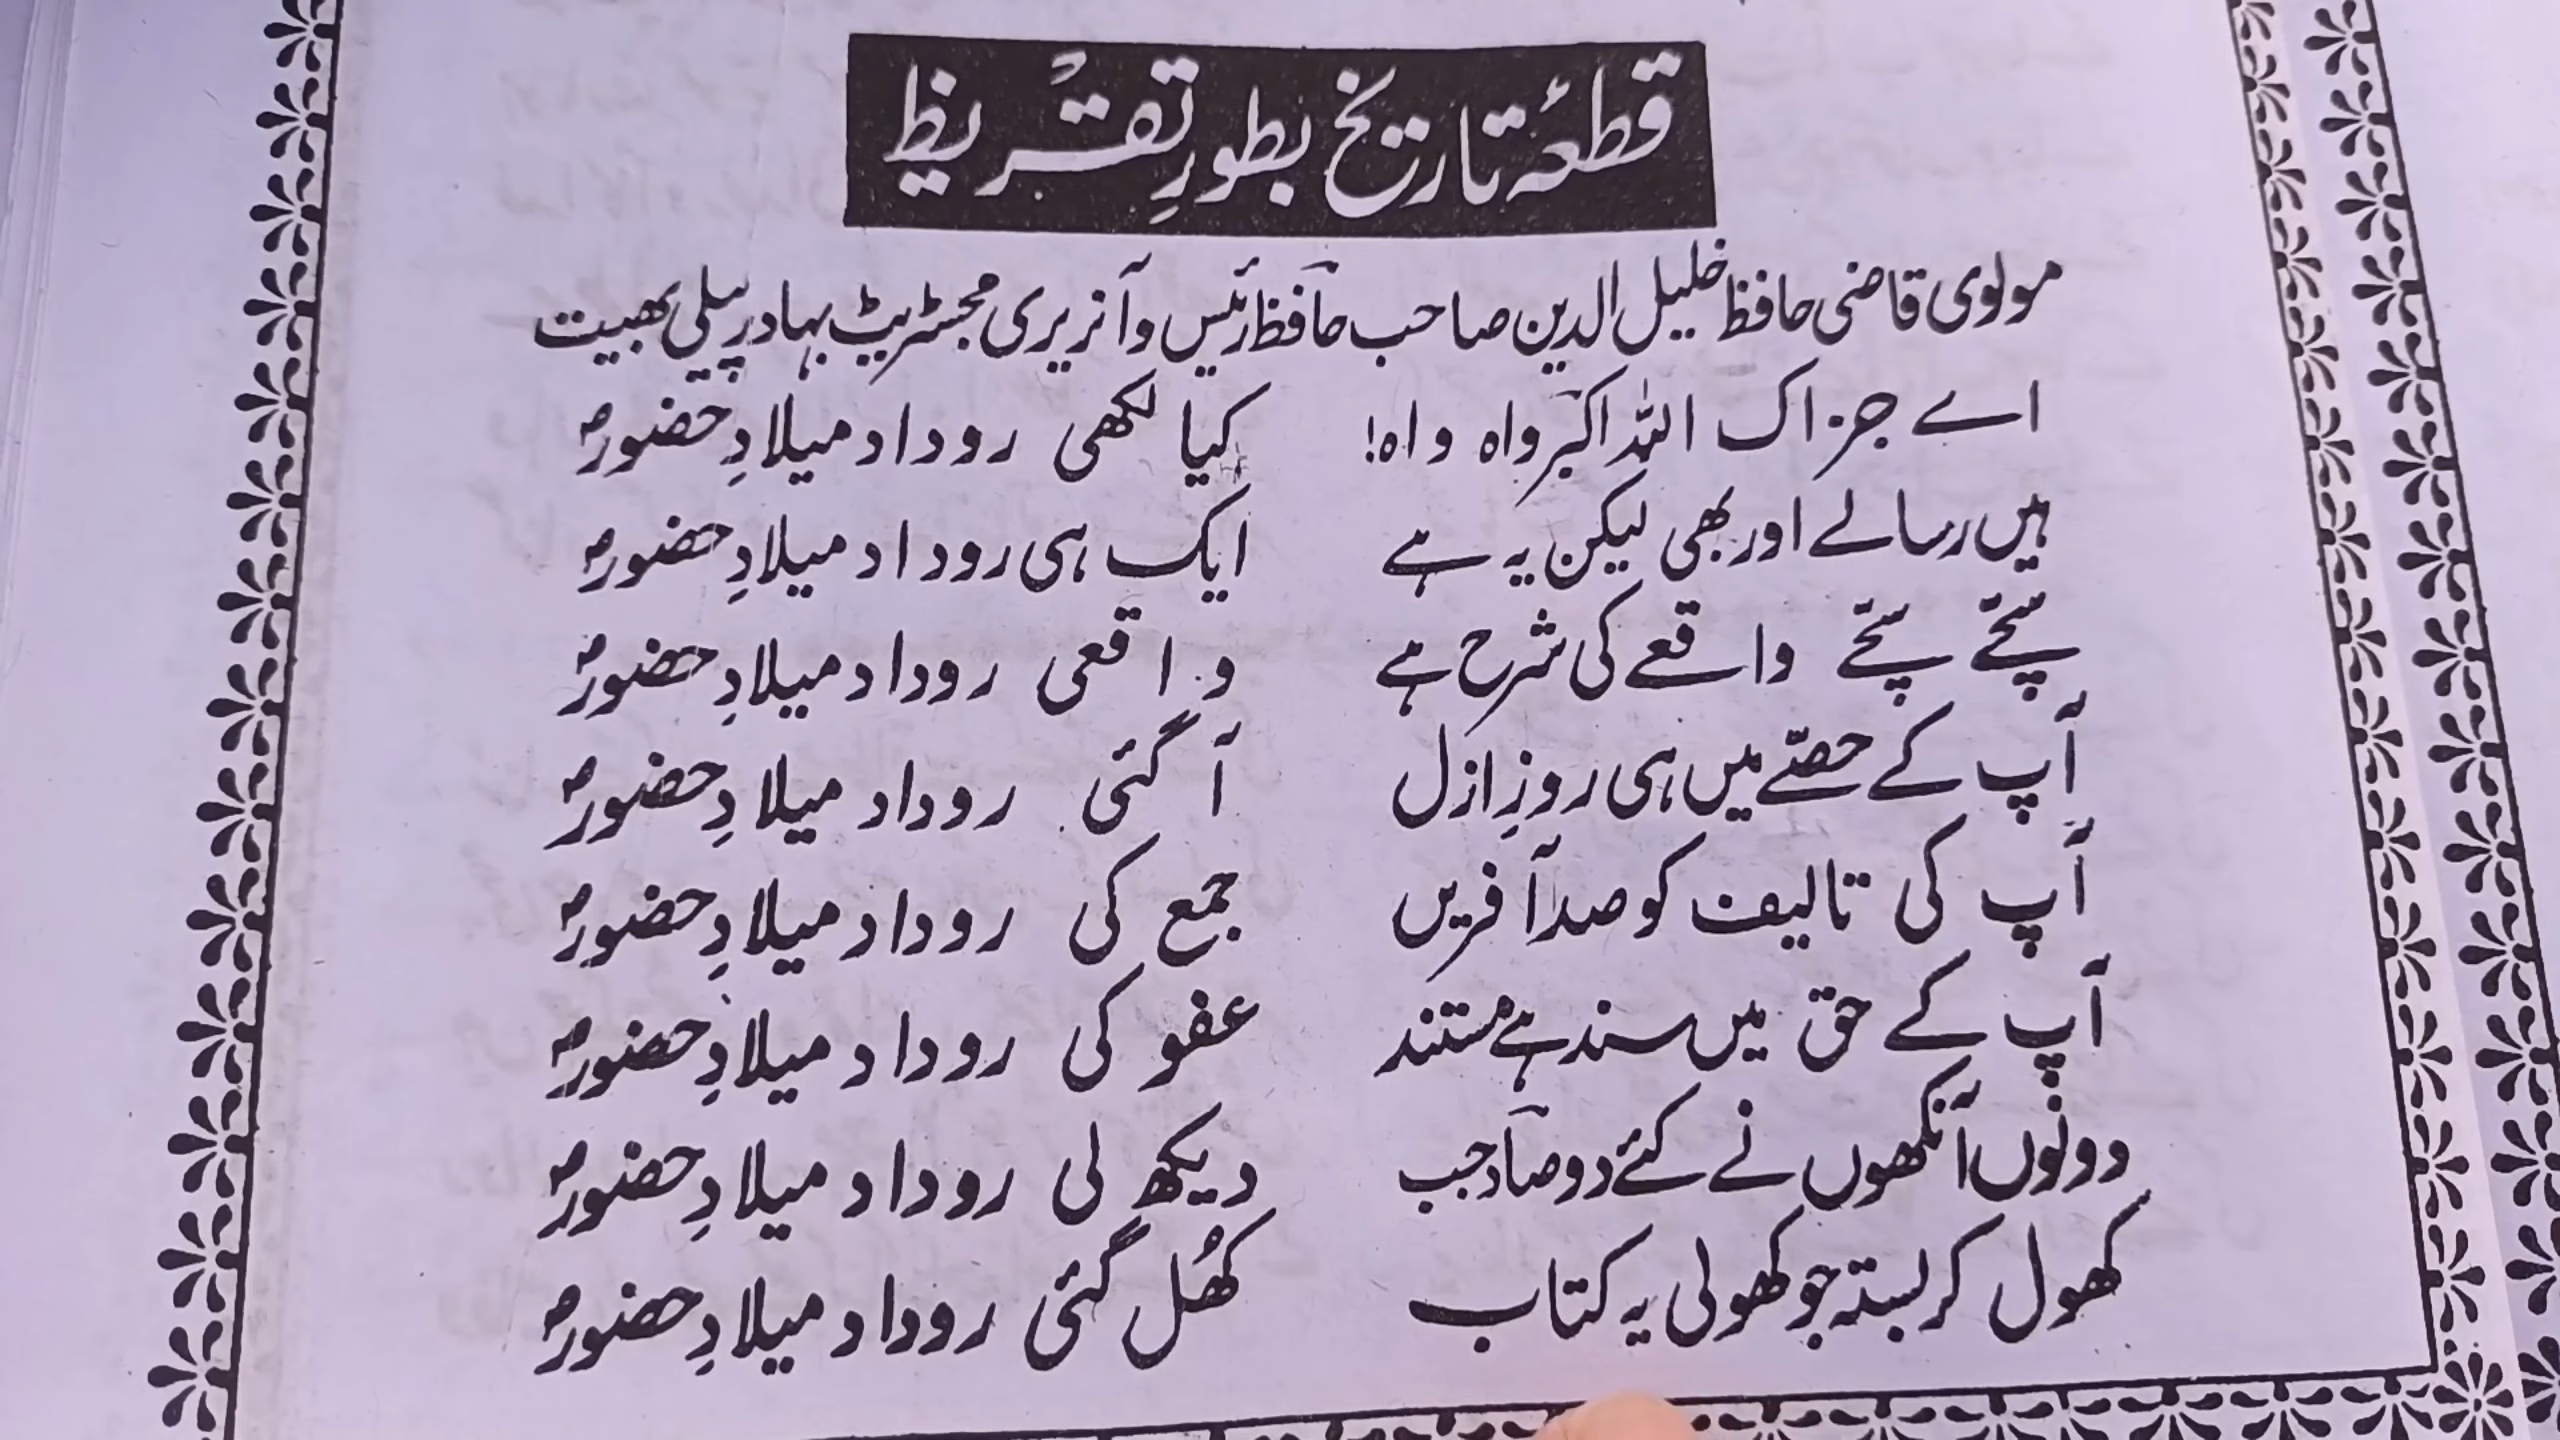 قطعۂ تاریخ بطورِ تقریظ
مولوی قاضی حافظ خلیل الدین صاحب حافظؔ رئیس و آنریری مجسٹریٹ بہادر پیلی بھیت
اے جزاک اللہ اکبر واہ واہ! کیا لکھی روداد میلادِ حضورؐ
ہیں رسالے اور بھی لیکن یہ ہے ایک ہی روداد میلادِ حضورؐ
سچّے سچّے واقعے کی شرح ہے واقعی روداد میلادِ حضورؐ
آپ کے حصّے میں ہی روزِ ازل آ گئی روداد میلادِ حضورؐ
آپ کی تالیف کو صد آفریں جمع کی روداد میلادِ حضورؐ
آپ کے حق میں سند ہے مستند عفو کی روداد میلادِ حضورؐ
دونوں آنکھوں نے کئے دو صاد جب دیکھ لی روداد میلادِ حضورؐ
کھول کر بستہ جو کھولی یہ کتاب کھُل گئی روداد میلادِ حضورؐ